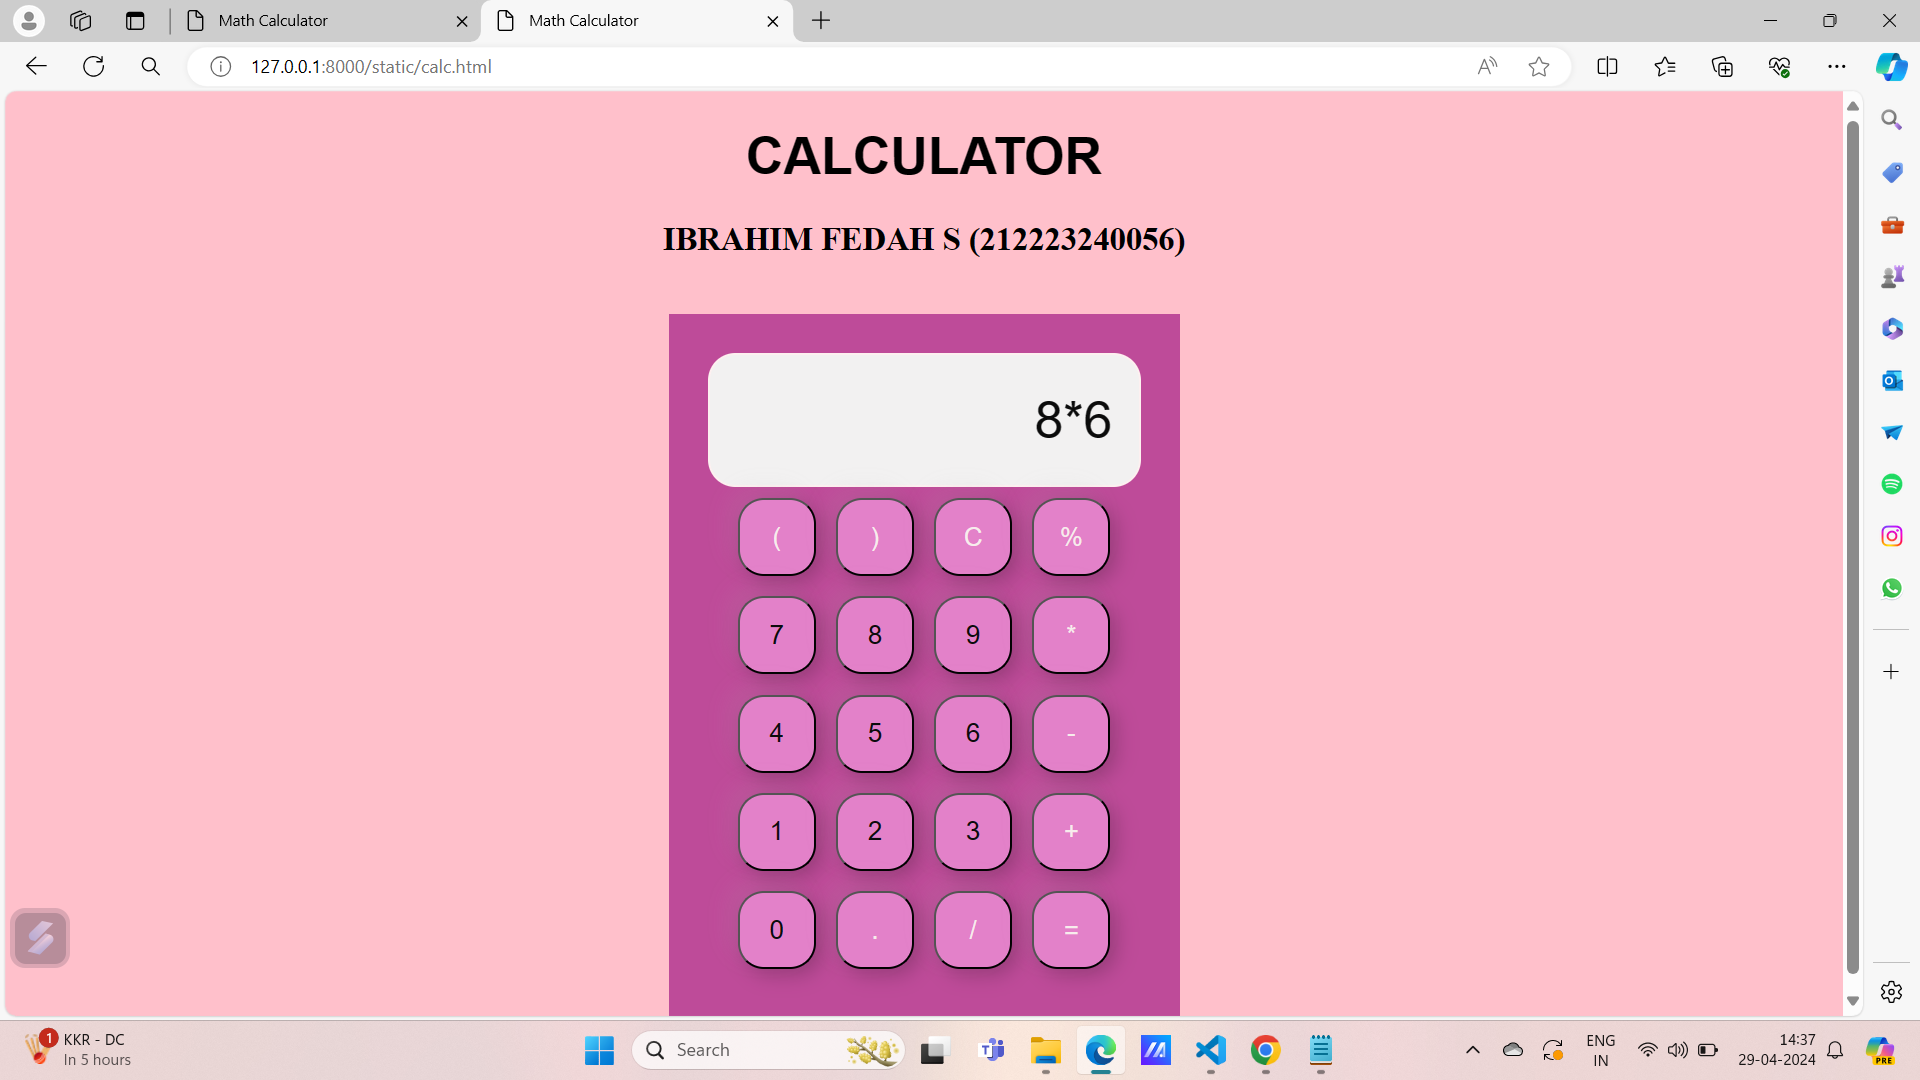 Math Calculator
Math Calculator
127.0.0.1:8000/static/calc.html
CALCULATOR
IBRAHIM FEDAH S (212223240056)
8*6
( ) C %
7 8 9 *
4 5 6 -
1 2 3 +
0 . / =
1
KKR - DC
In 5 hours
Search
ENG
IN
14:37
29-04-2024
PRE